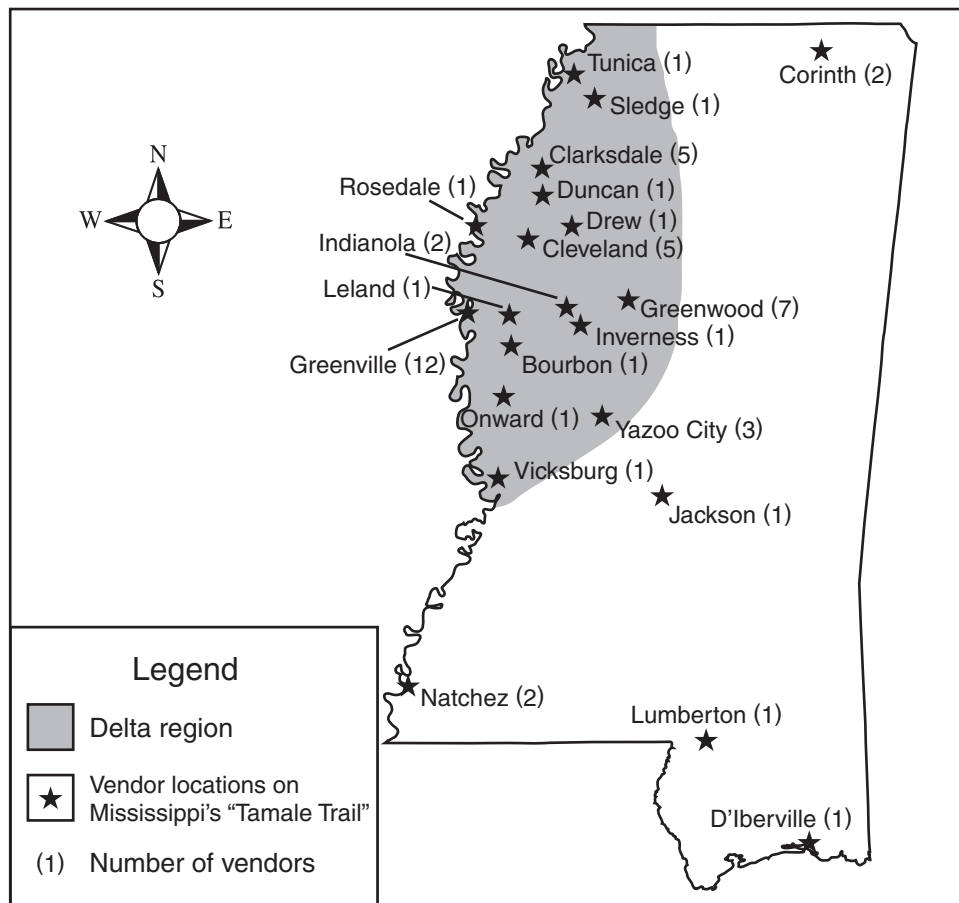 Tunica (1)
Corinth (2)
Sledge (1)
Clarksdale (5)
Rosedale (1)
Duncan (1)
Drew (1)
Indianola (2)
Cleveland (5)
Leland (1)
Greenwood (7)
Inverness (1)
Greenville (12)
Bourbon (1)
Onward (1)
Yazoo City (3)
Vicksburg (1)
Jackson (1)
Natchez (2)
Lumberton (1)
D'Iberville (1)
N
W
E
S
Legend
Delta region
Vendor locations on
Mississippi's “Tamale Trail”
(1) Number of vendors